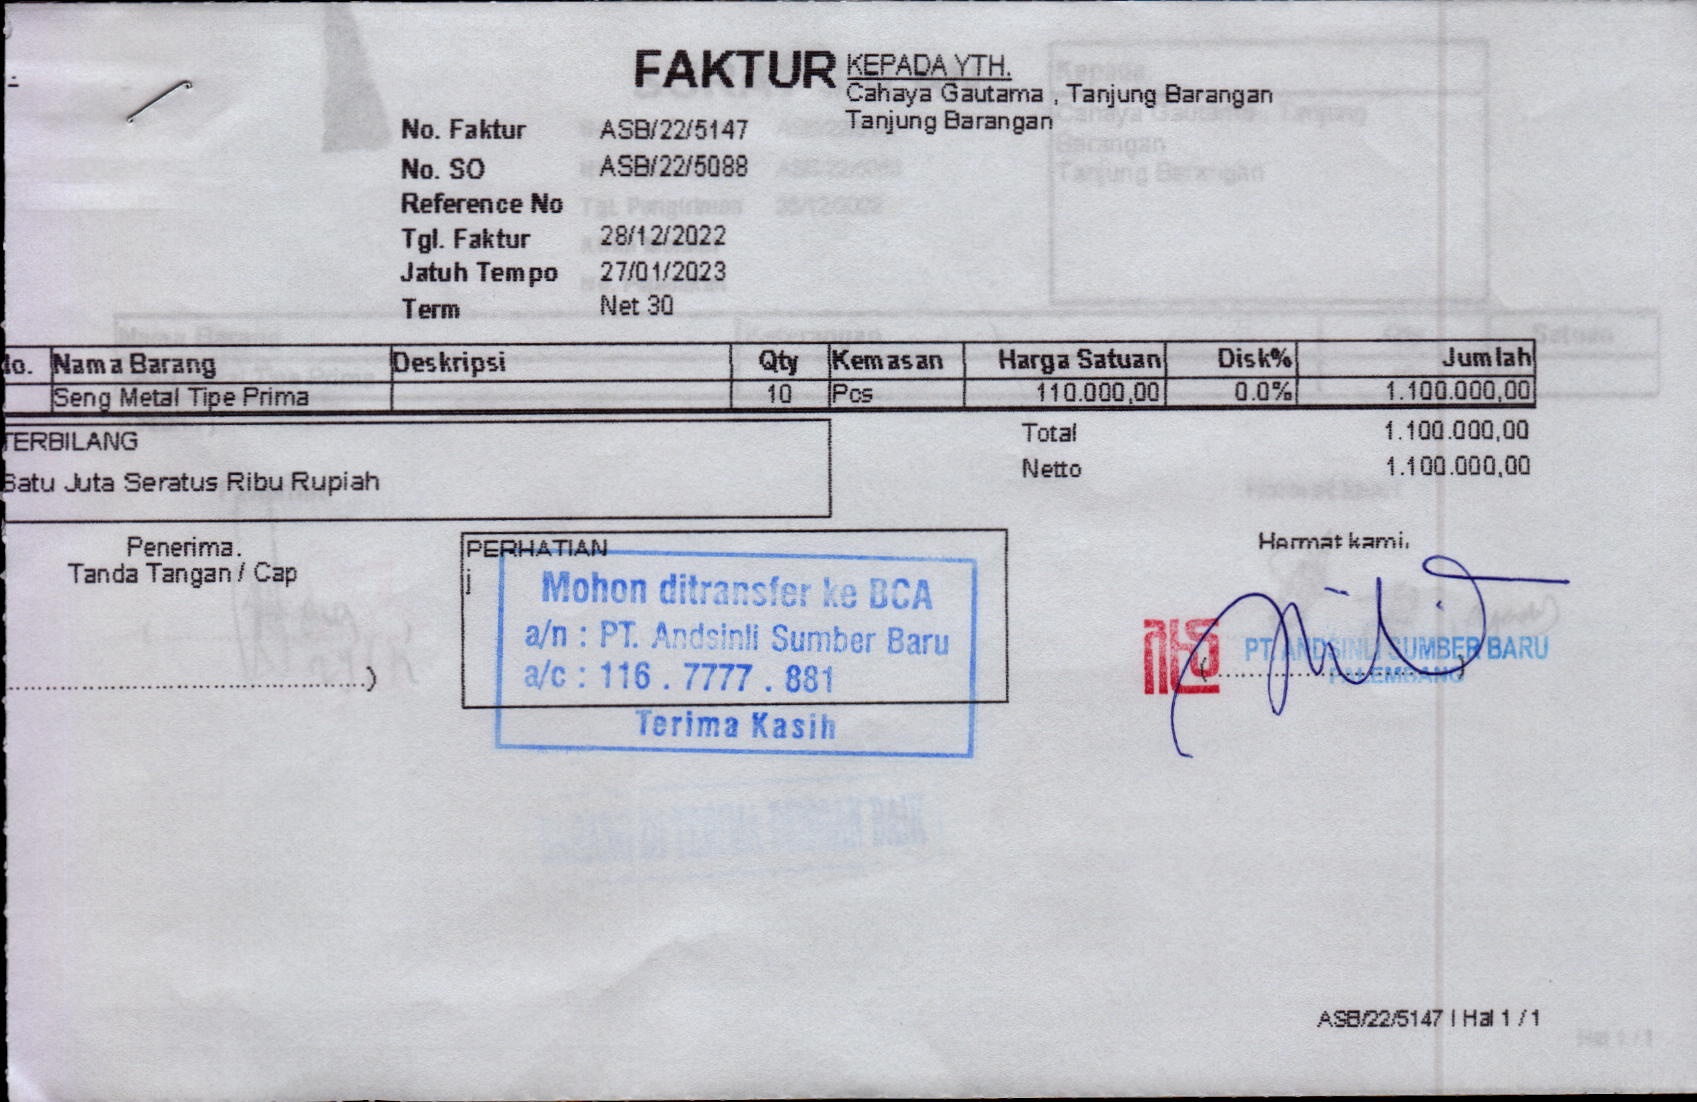 FAKTUR
KEPADA YTH.
Cahaya Gautama , Tanjung Barangan
Tanjung Barangan
No. Faktur ASB/22/5147
No. SO ASB/22/5088
Reference No
Tgl. Faktur 28/12/2022
Jatuh Tempo 27/01/2023
Term Net 30
No. Nama Barang Deskripsi Qty Kemasan Harga Satuan Disk% Jumlah
Seng Metal Tipe Prima 10 Pcs 110.000,00 0.0% 1.100.000,00
TERBILANG
Satu Juta Seratus Ribu Rupiah
Total 1.100.000,00
Netto 1.100.000,00
Penerima.
Tanda Tangan / Cap
PERHATIAN
j
Mohon ditransfer ke BCA
a/n : PT. Andsinli Sumber Baru
a/c : 116 . 7777 . 881
Terima Kasih
Hormat kami,
PT. ANDSINLI SUMBER BARU
PALEMBANG
ASB/22/5147 | Hal 1 / 1